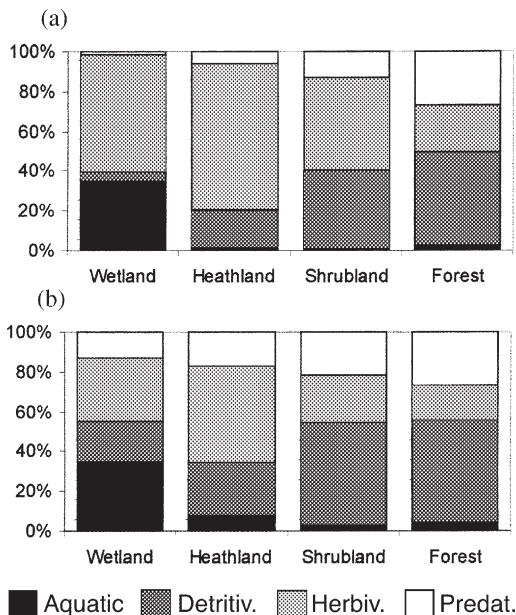 (a)
100%
80%
60%
40%
20%
0%
Wetland Heathland Shrubland Forest
(b)
100%
80%
60%
40%
20%
0%
Wetland Heathland Shrubland Forest
Aquatic Detritiv. Herbiv. Predat.